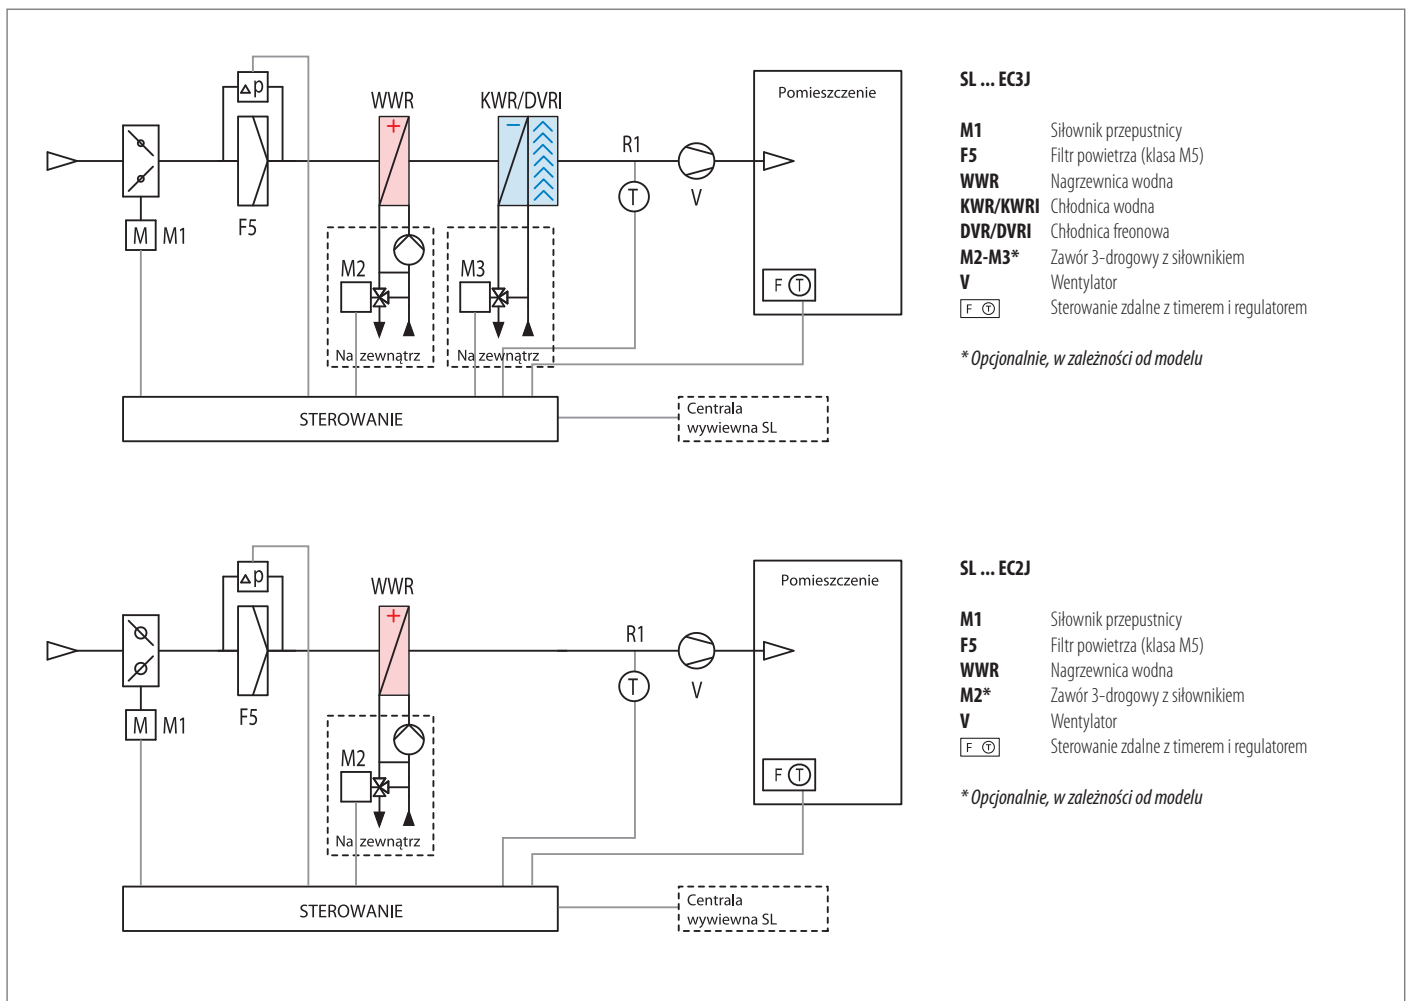 Δp
WWR
KWR/DVRI
R1
T
V
Pomieszczenie
F5
M M1
M2
M3
Na zewnątrz
Na zewnątrz
F T
STEROWANIE
Centrala
wywiewna SL
SL ... EC3J
M1 Siłownik przepustnicy
F5 Filtr powietrza (klasa M5)
WWR Nagrzewnica wodna
KWR/KWRI Chłodnica wodna
DVR/DVRI Chłodnica freonowa
M2-M3* Zawór 3-drogowy z siłownikiem
V Wentylator
F T Sterowanie zdalne z timerem i regulatorem
* Opcjonalnie, w zależności od modelu
Δp
WWR
R1
T
V
Pomieszczenie
F5
M M1
M2
Na zewnątrz
F T
STEROWANIE
Centrala
wywiewna SL
SL ... EC2J
M1 Siłownik przepustnicy
F5 Filtr powietrza (klasa M5)
WWR Nagrzewnica wodna
M2* Zawór 3-drogowy z siłownikiem
V Wentylator
F T Sterowanie zdalne z timerem i regulatorem
* Opcjonalnie, w zależności od modelu